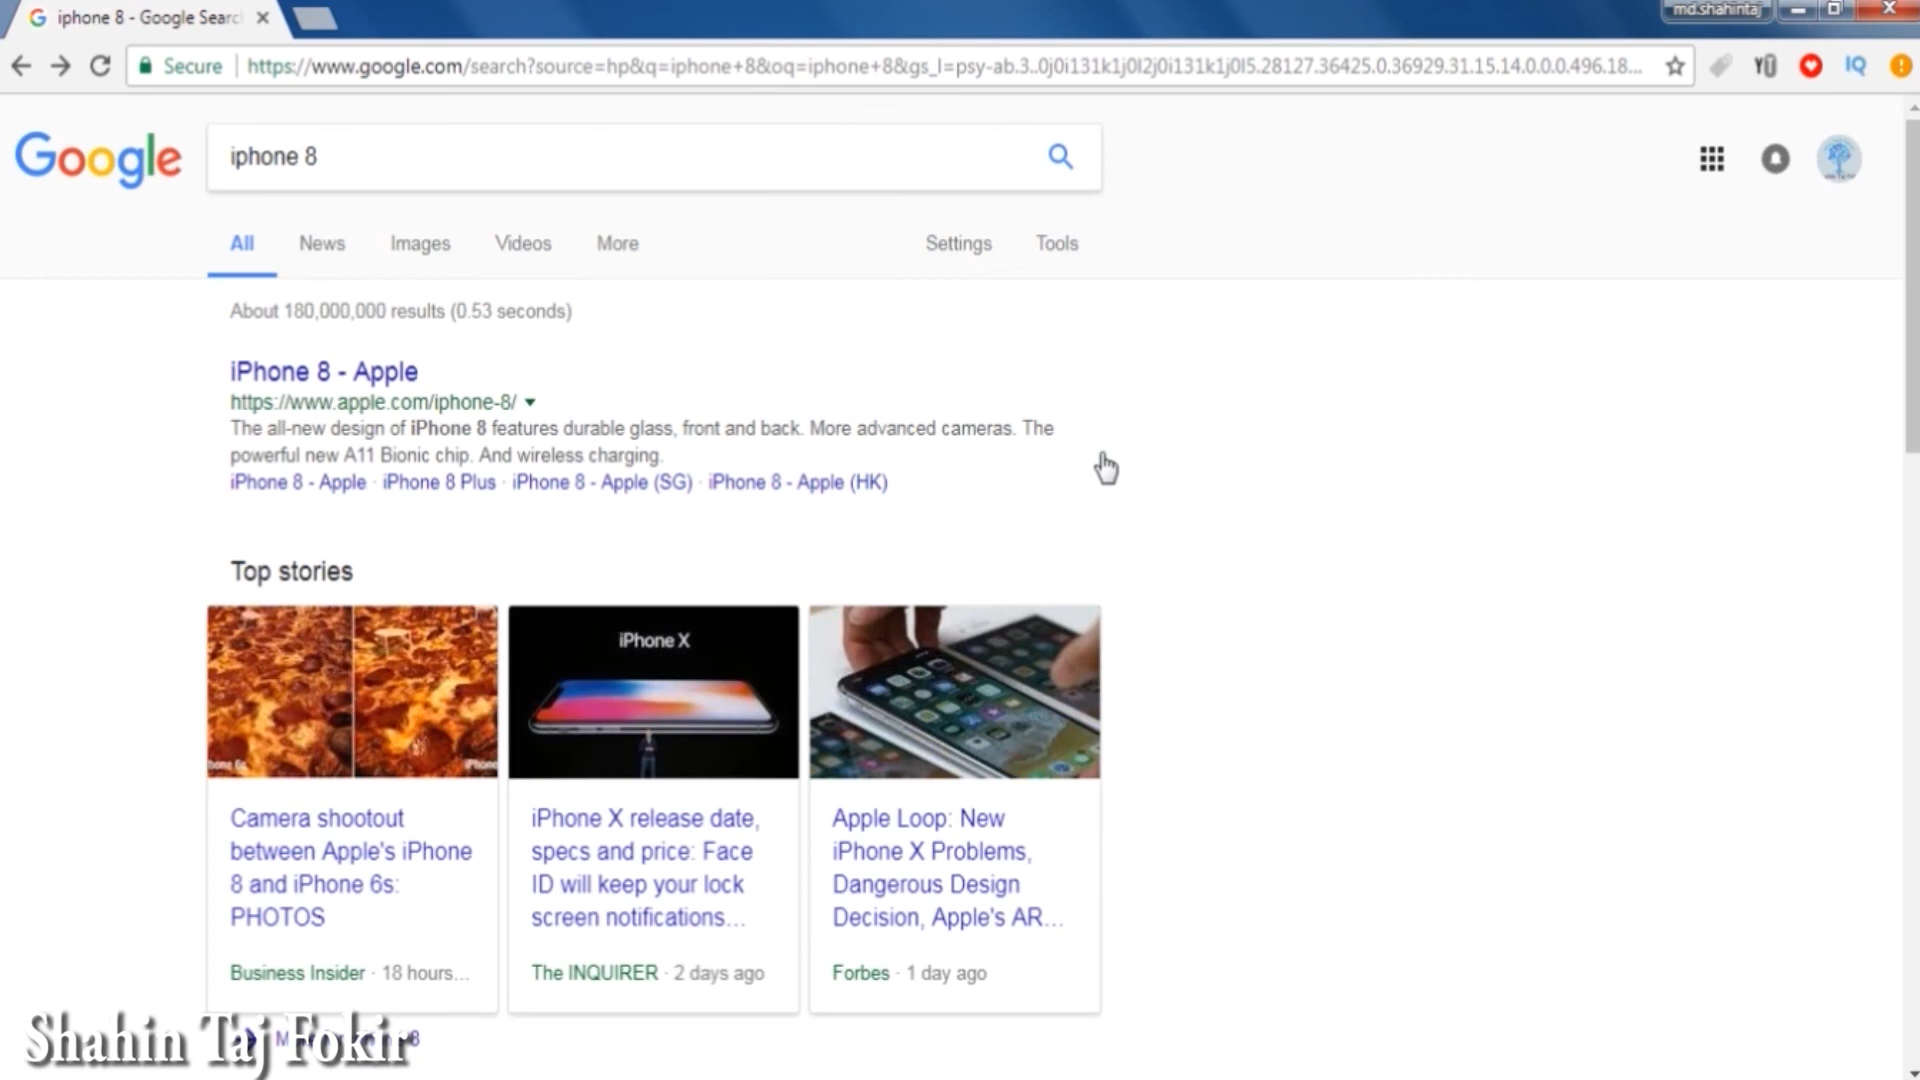 iphone 8 - Google Searc
md.shahintaj
Secure
https://www.google.com/search?source=hp&q=iphone+8&oq=iphone+8&gs_l=psy-ab.3..0j0i131k1j0l2j0i131k1j0l5.28127.36425.0.36929.31.15.14.0.0.0.496.18...
IQ
Google
iphone 8
All
News
Images
Videos
More
Settings
Tools
About 180,000,000 results (0.53 seconds)
iPhone 8 - Apple
https://www.apple.com/iphone-8/
The all-new design of iPhone 8 features durable glass, front and back. More advanced cameras. The
powerful new A11 Bionic chip. And wireless charging.
iPhone 8 - Apple · iPhone 8 Plus · iPhone 8 - Apple (SG) · iPhone 8 - Apple (HK)
Top stories
iPhone X
Camera shootout
between Apple's iPhone
8 and iPhone 6s:
PHOTOS
Business Insider · 18 hours...
iPhone X release date,
specs and price: Face
ID will keep your lock
screen notifications...
The INQUIRER · 2 days ago
Apple Loop: New
iPhone X Problems,
Dangerous Design
Decision, Apple's AR...
Forbes · 1 day ago
Shahin Taj Fokir